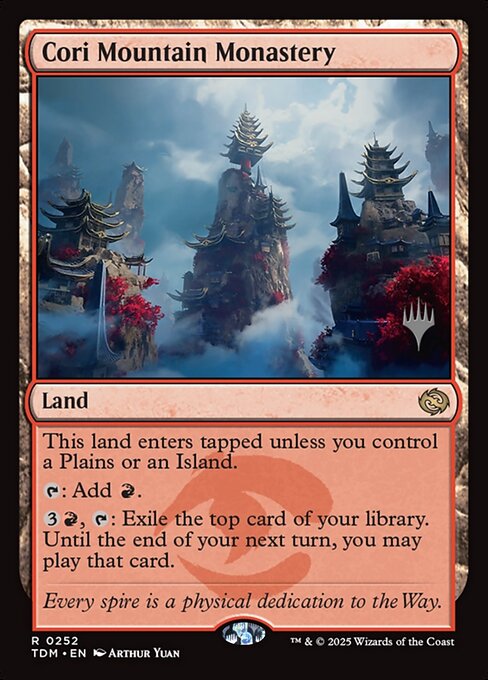 Cori Mountain Monastery
Land
This land enters tapped unless you control
a Plains or an Island.
: Add .
3, : Exile the top card of your library.
Until the end of your next turn, you may
play that card.
Every spire is a physical dedication to the Way.
R 0252
TDM • EN Arthur Yuan
™ & © 2025 Wizards of the Coast